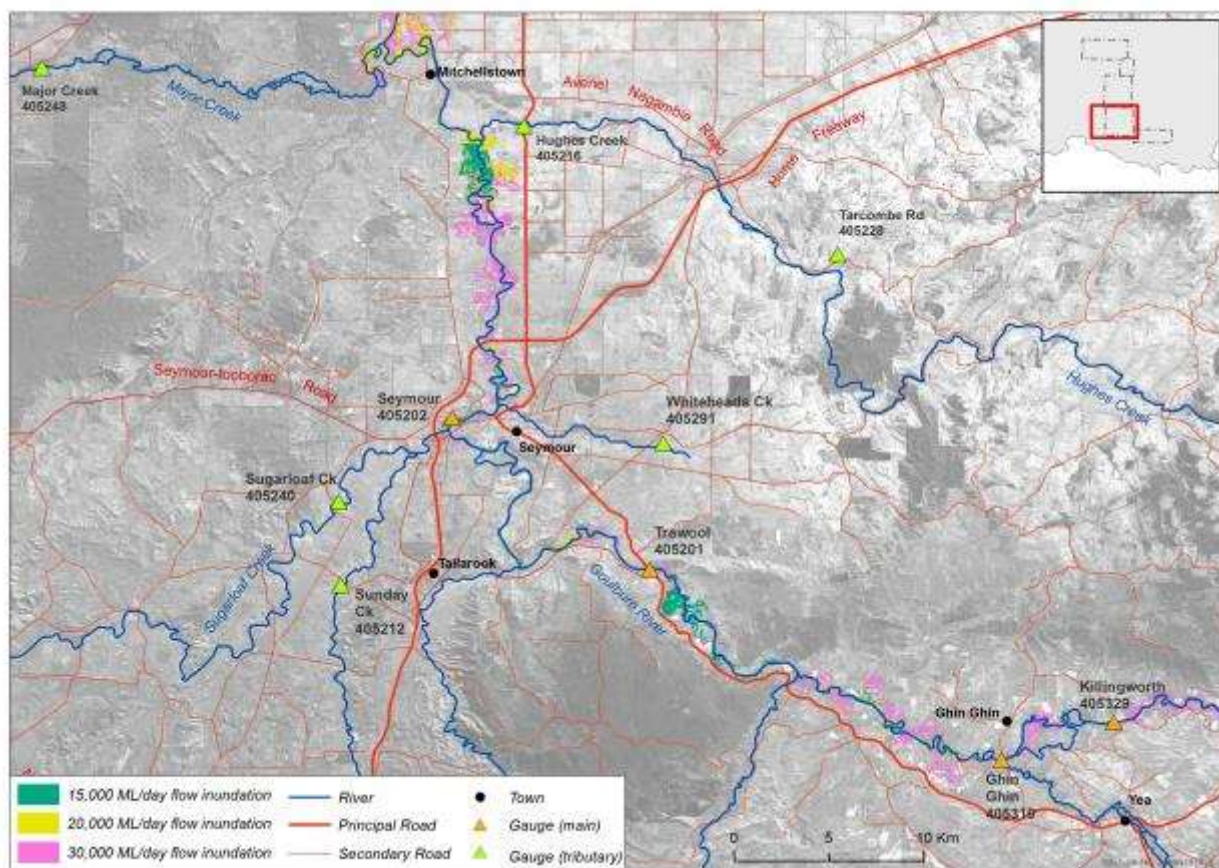 Mitchellstown
Major Creek
405248
Major Creek
Avenel Nagambie Road
Hughes Creek
405216
Hume Freeway
Tarcombe Rd
405228
Seymour-tooborac Road
Seymour
405202
Whiteheads Ck
405291
Hughes Creek
Seymour
Sugarloaf Ck
405240
Trawool
405201
Tallarook
Sugarloaf Creek
Sunday
Ck
405212
Goulburn River
Killingworth
405329
Ghin Ghin
Ghin
Ghin
Yea
15,000 ML/day flow inundation
River
Town
20,000 ML/day flow inundation
Principal Road
Gauge (main)
30,000 ML/day flow inundation
Secondary Road
Gauge (tributary)
0
5
10 Km